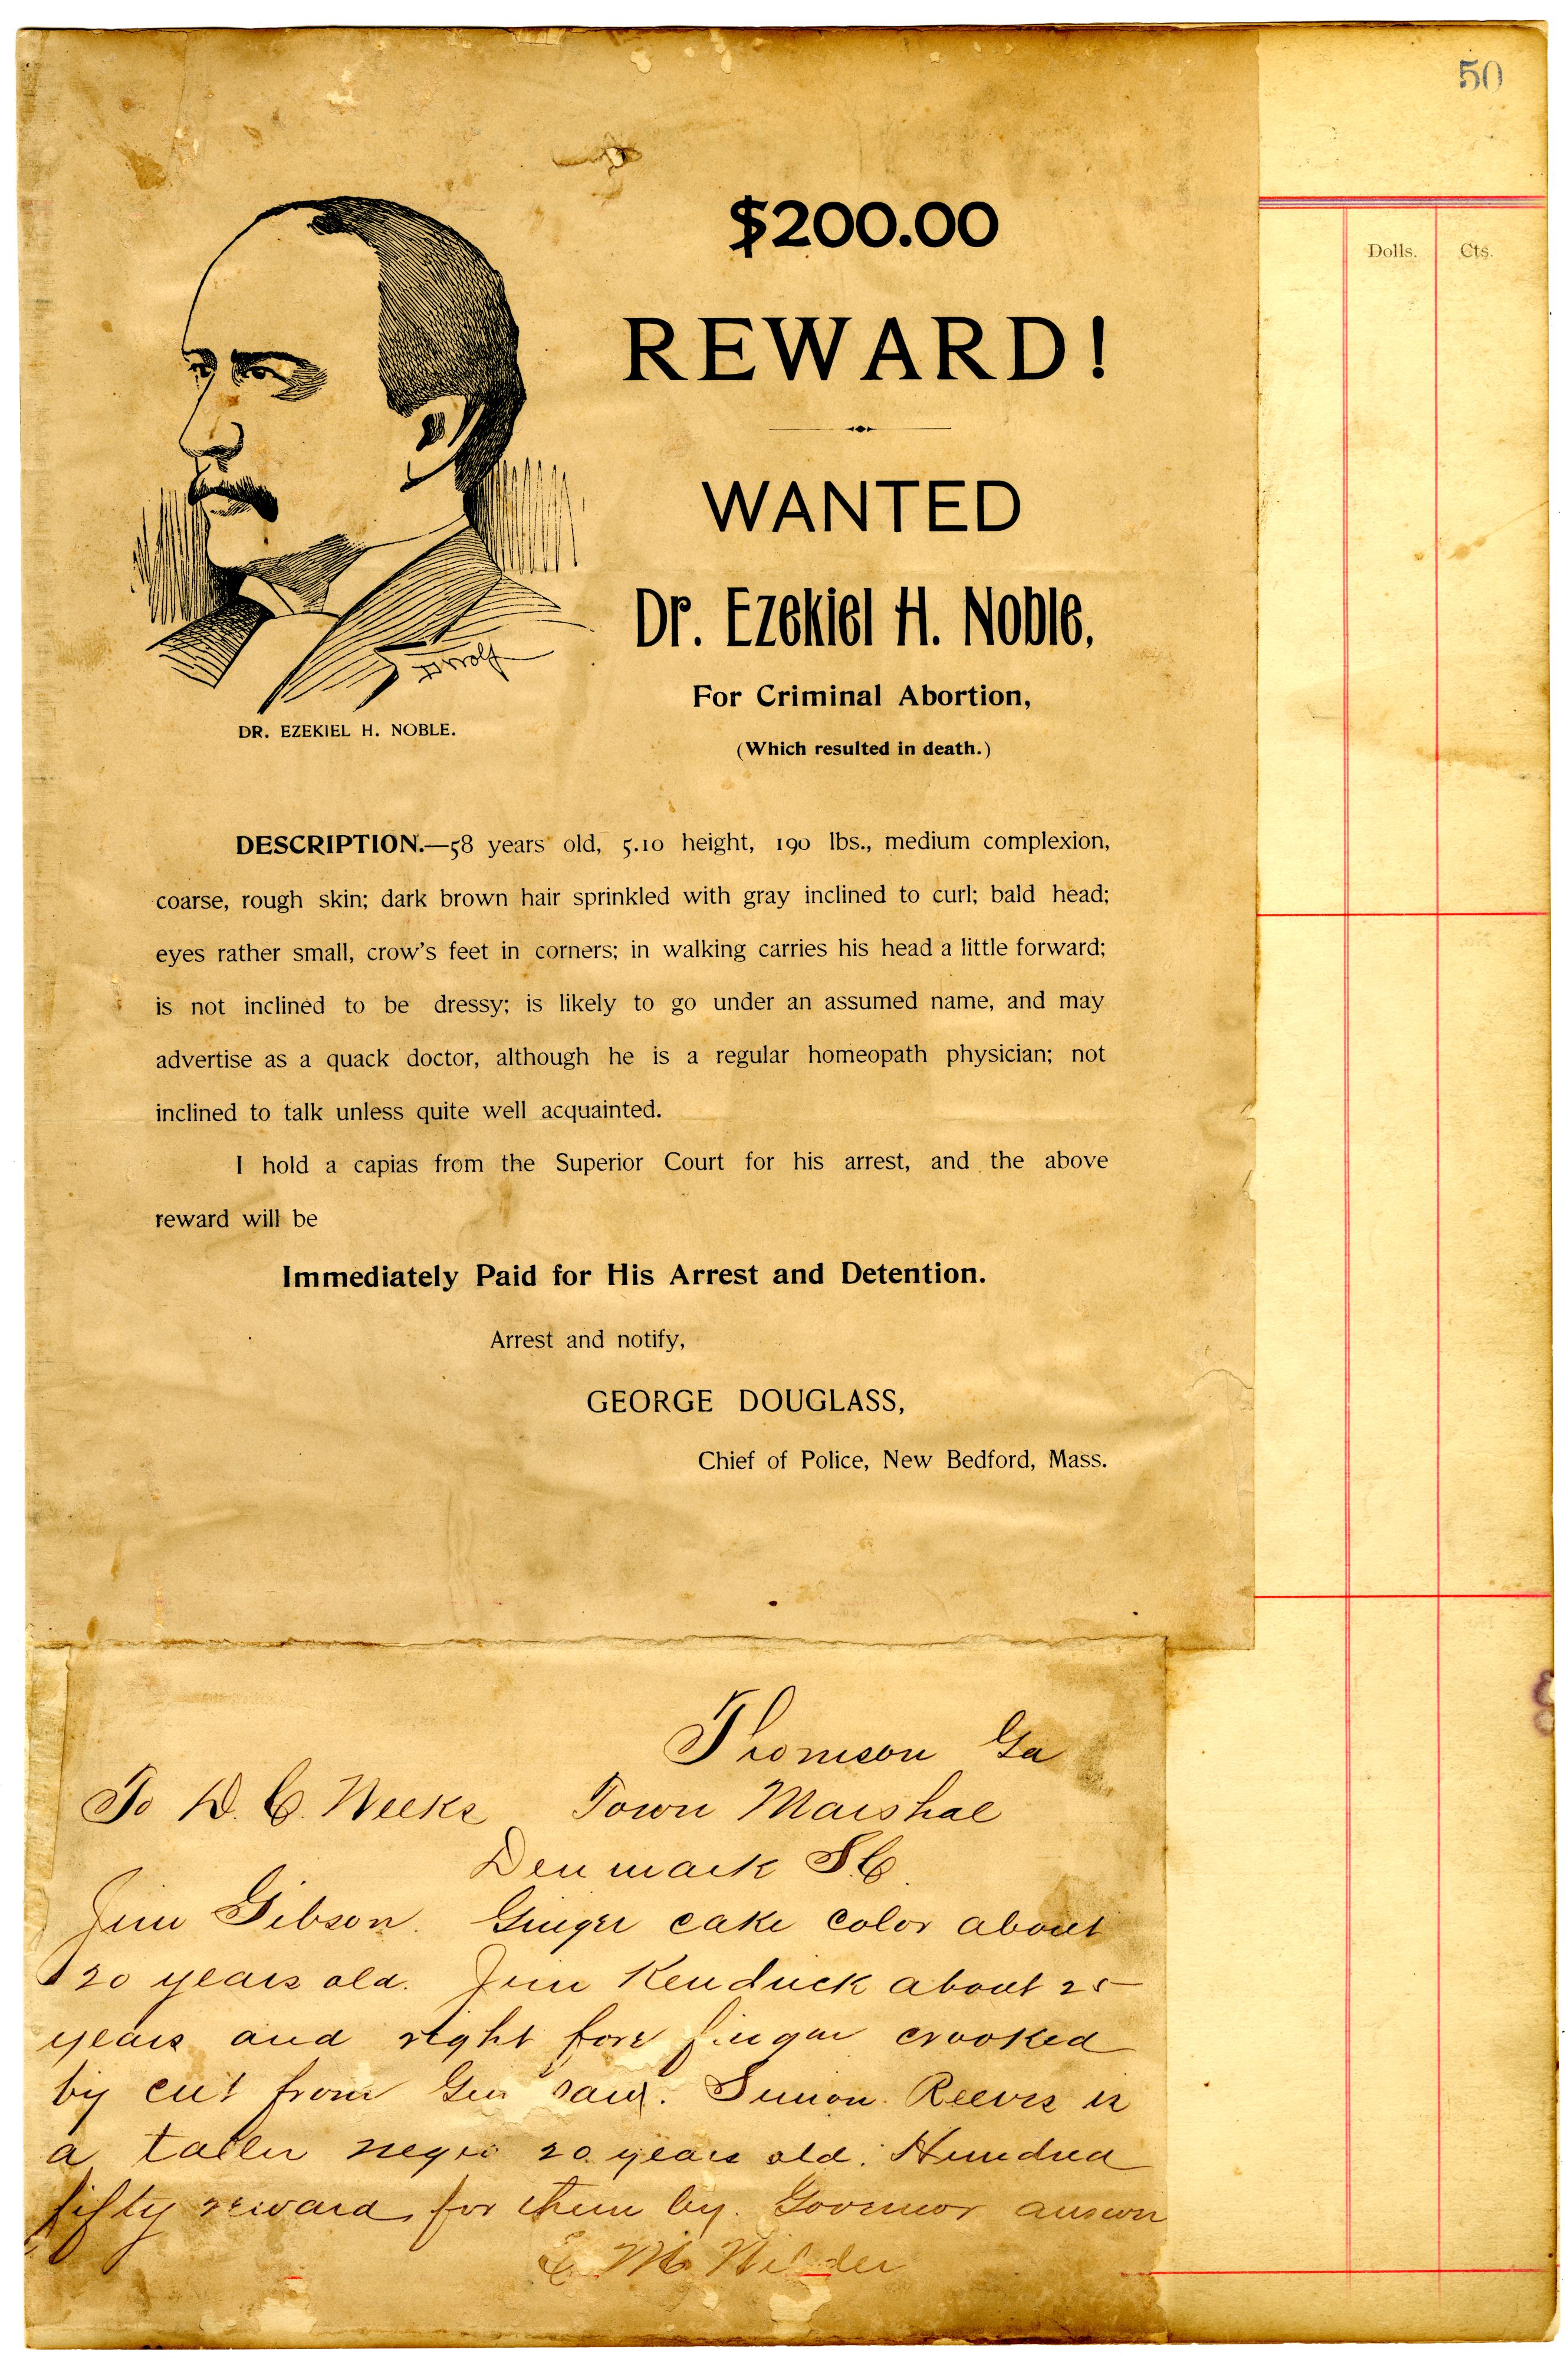 50
Dolls. Cts.
$200.00
REWARD!
WANTED
Dr. Ezekiel H. Noble,
For Criminal Abortion,
(Which resulted in death.)
DR. EZEKIEL H. NOBLE.
DESCRIPTION.—58 years old, 5.10 height, 190 lbs., medium complexion,
coarse, rough skin; dark brown hair sprinkled with gray inclined to curl; bald head;
eyes rather small, crow's feet in corners; in walking carries his head a little forward;
is not inclined to be dressy; is likely to go under an assumed name, and may
advertise as a quack doctor, although he is a regular homeopath physician; not
inclined to talk unless quite well acquainted.
I hold a capias from the Superior Court for his arrest, and the above
reward will be
Immediately Paid for His Arrest and Detention.
Arrest and notify,
GEORGE DOUGLASS,
Chief of Police, New Bedford, Mass.
Thomson Ga
To D. C. Weeks Town Marshal
Denmark S C.
Jim Gibson. Ginger cake color about
20 years old. Jim Kendrick about 25
years and right fore finger crooked
by cut from Gin saw. Simon Reeves is
a taller negro 20 years old. Hundred
fifty reward for them by Governor answer
Wilder